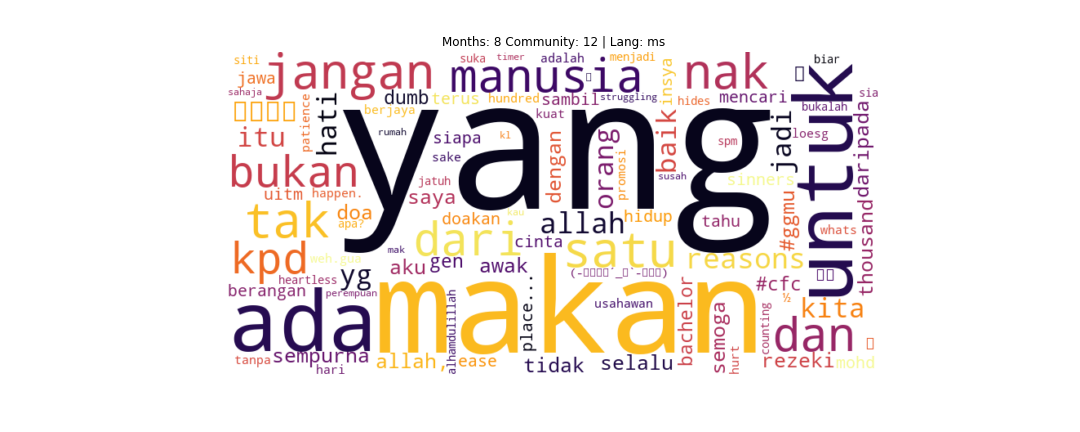 Months: 8 Community: 12 | Lang: ms
siti
jangan
suka
timer
adalah
menjadi
biar
jawa
manusia
insya
nak
untuk
sahaja
dumb
terus
hundred
sambil
struggling
hides
mencari
sia
bukalah
berjaya
patience
hati
yang
kuat
itu
rumah
siapa
kl
dengan
orang
promosi
baik
spm
jadi
loesg
daripada
thousand
bukan
sake
jatuh
susah
sinners
uitm
happen.
saya
tak
doa
apa?
doakan
kau
allah
hidup
tahu
#ggmu
whats
dari
cinta
satu
reasons
mak
weh.gua
kpd
yg
aku
gen
awak
(-
´_
`-
)
#cfc
½
kita
heartless
berangan
perempuan
makan
place...
usahawan
bachelor
semoga
counting
dan
ada
alhamdulillah
sempurna
tanpa
hari
allah,
ease
tidak
selalu
hurt
rezeki
mohd